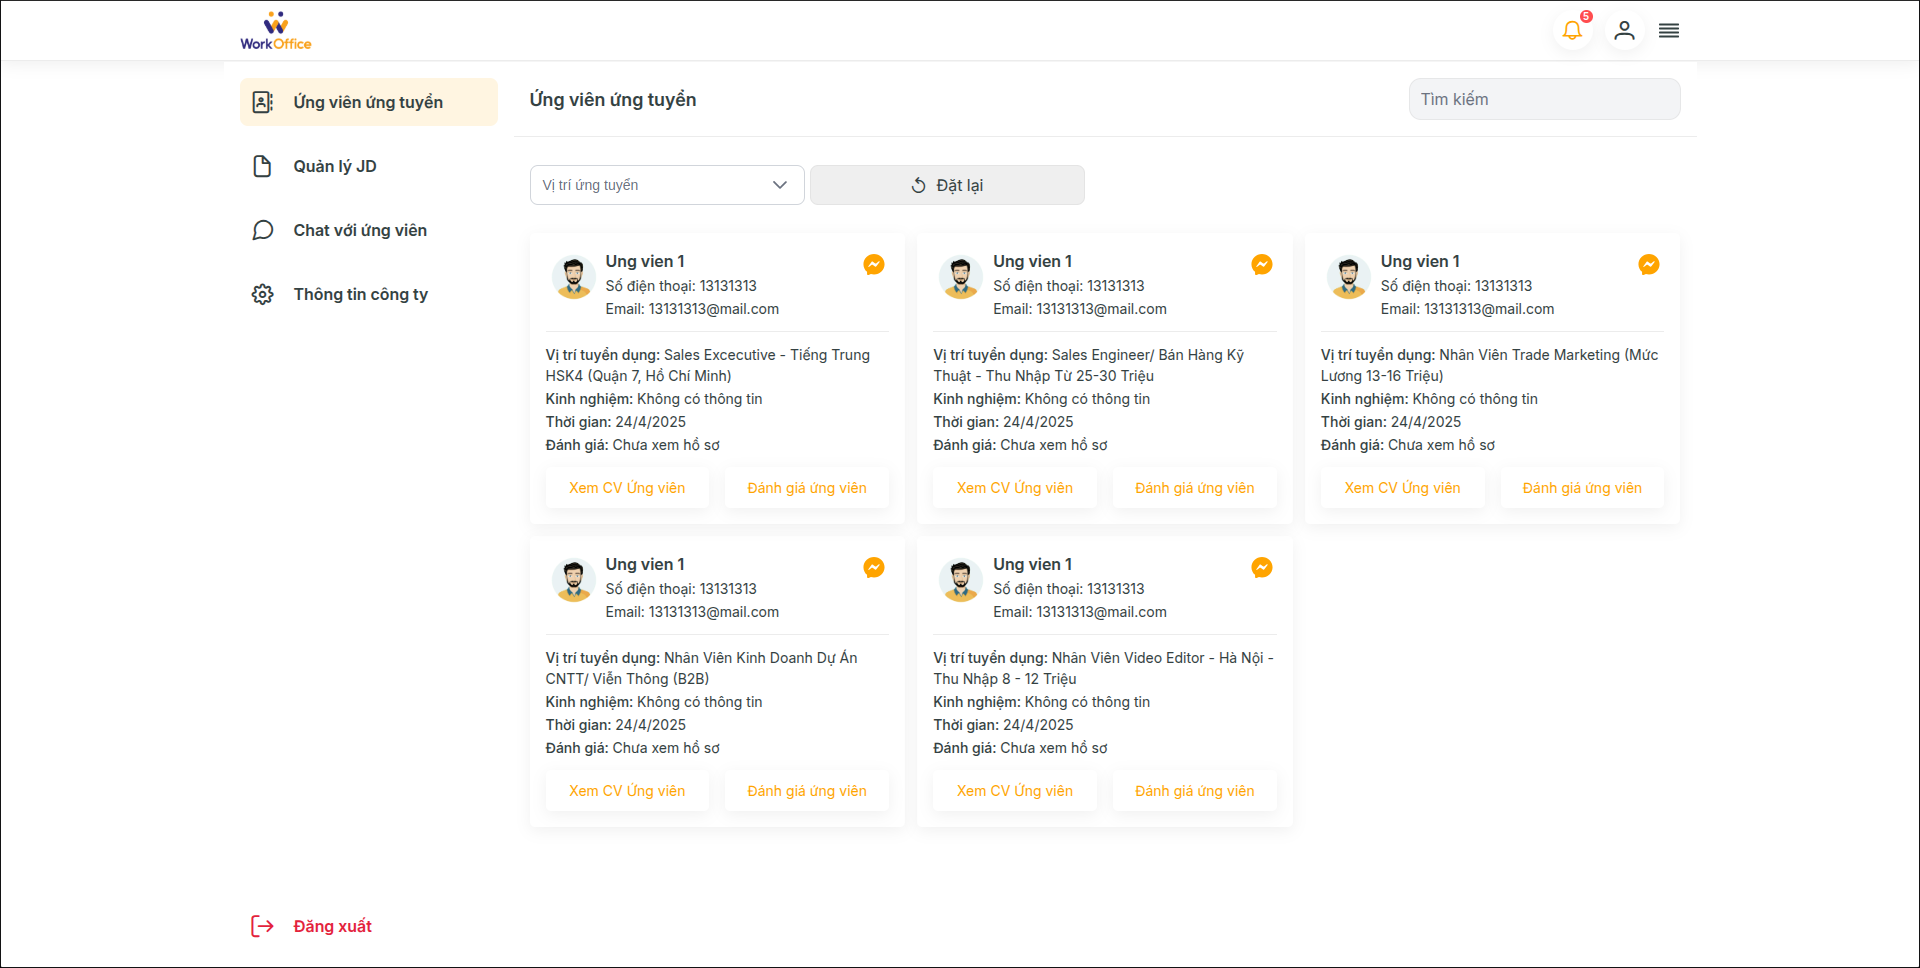 WorkOffice
5
Ứng viên ứng tuyển
Quản lý JD
Chat với ứng viên
Thông tin công ty
Đăng xuất
Ứng viên ứng tuyển
Tìm kiếm
Vị trí ứng tuyển
Đặt lại
Ung vien 1
Số điện thoại: 13131313
Email: 13131313@mail.com
Vị trí tuyển dụng: Sales Excecutive - Tiếng Trung
HSK4 (Quận 7, Hồ Chí Minh)
Kinh nghiệm: Không có thông tin
Thời gian: 24/4/2025
Đánh giá: Chưa xem hồ sơ
Xem CV Ứng viên
Đánh giá ứng viên
Ung vien 1
Số điện thoại: 13131313
Email: 13131313@mail.com
Vị trí tuyển dụng: Sales Engineer/ Bán Hàng Kỹ
Thuật - Thu Nhập Từ 25-30 Triệu
Kinh nghiệm: Không có thông tin
Thời gian: 24/4/2025
Đánh giá: Chưa xem hồ sơ
Xem CV Ứng viên
Đánh giá ứng viên
Ung vien 1
Số điện thoại: 13131313
Email: 13131313@mail.com
Vị trí tuyển dụng: Nhân Viên Trade Marketing (Mức
Lương 13-16 Triệu)
Kinh nghiệm: Không có thông tin
Thời gian: 24/4/2025
Đánh giá: Chưa xem hồ sơ
Xem CV Ứng viên
Đánh giá ứng viên
Ung vien 1
Số điện thoại: 13131313
Email: 13131313@mail.com
Vị trí tuyển dụng: Nhân Viên Kinh Doanh Dự Án
CNTT/ Viễn Thông (B2B)
Kinh nghiệm: Không có thông tin
Thời gian: 24/4/2025
Đánh giá: Chưa xem hồ sơ
Xem CV Ứng viên
Đánh giá ứng viên
Ung vien 1
Số điện thoại: 13131313
Email: 13131313@mail.com
Vị trí tuyển dụng: Nhân Viên Video Editor - Hà Nội -
Thu Nhập 8 - 12 Triệu
Kinh nghiệm: Không có thông tin
Thời gian: 24/4/2025
Đánh giá: Chưa xem hồ sơ
Xem CV Ứng viên
Đánh giá ứng viên